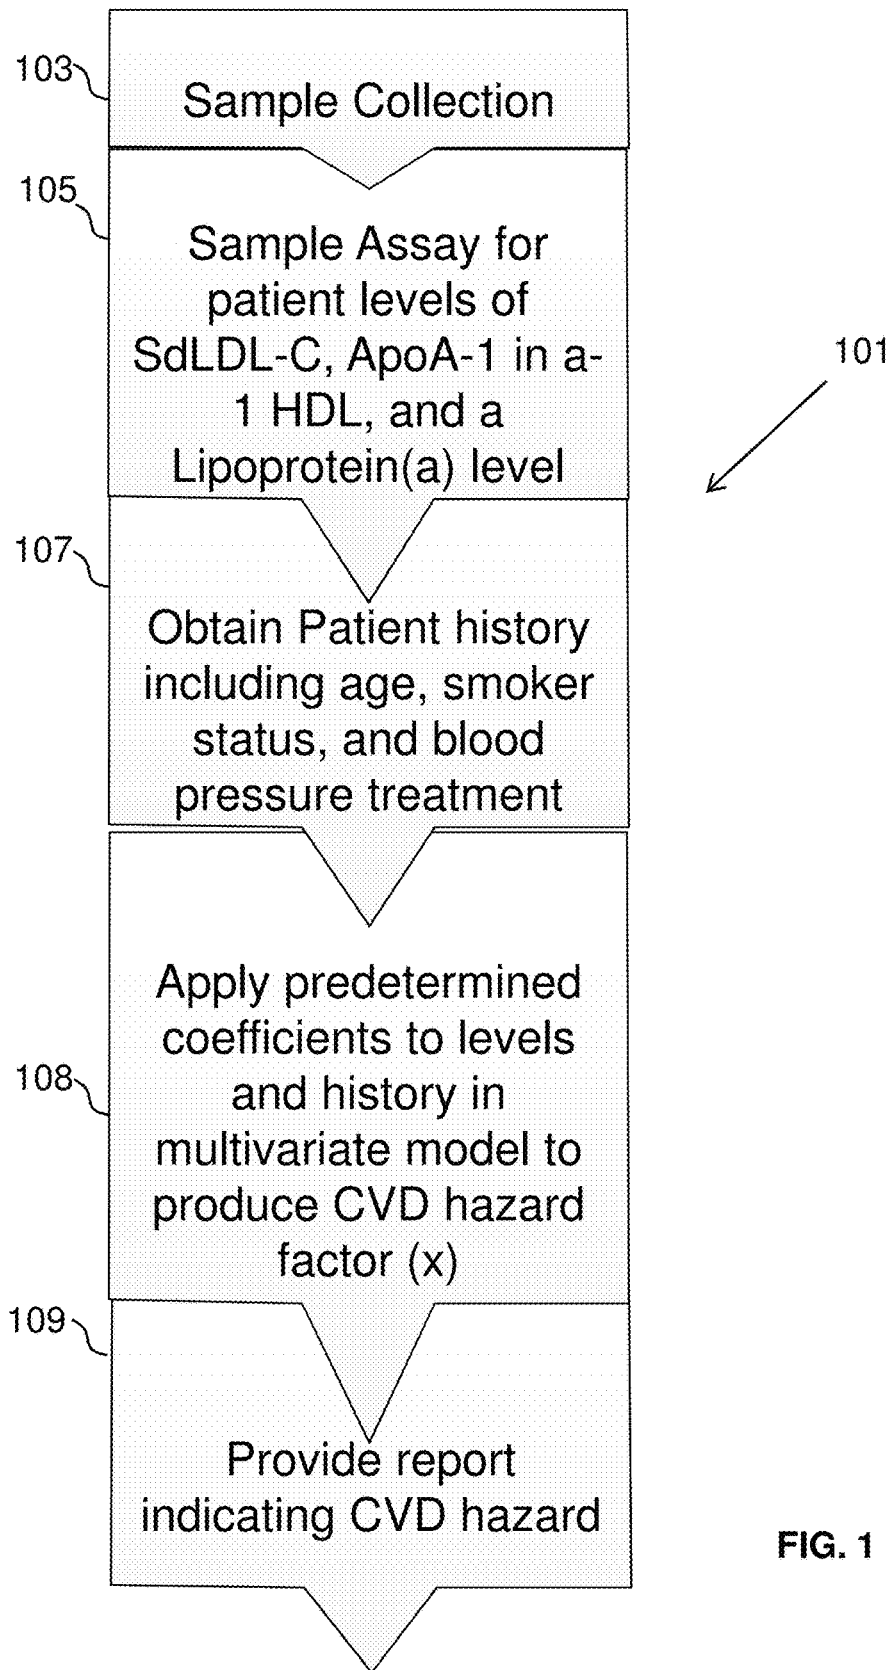 103
Sample Collection
105
Sample Assay for
patient levels of
SdLDL-C, ApoA-1 in a-
1 HDL, and a
Lipoprotein(a) level
101
107
Obtain Patient history
including age, smoker
status, and blood
pressure treatment
Apply predetermined
coefficients to levels
108
and history in
multivariate model to
produce CVD hazard
factor (x)
109
Provide report
indicating CVD hazard
FIG. 1